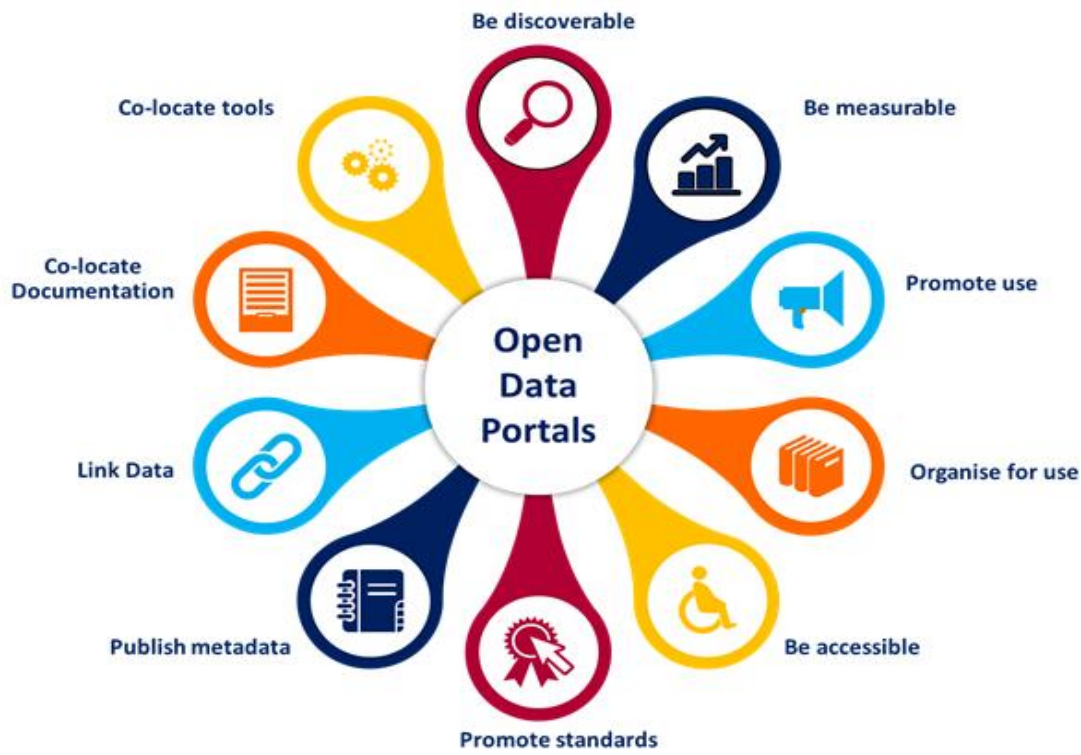 Be discoverable
Co-locate tools
Be measurable
Co-locate
Documentation
Promote use
Open
Data
Portals
Link Data
Organise for use
Publish metadata
Be accessible
Promote standards